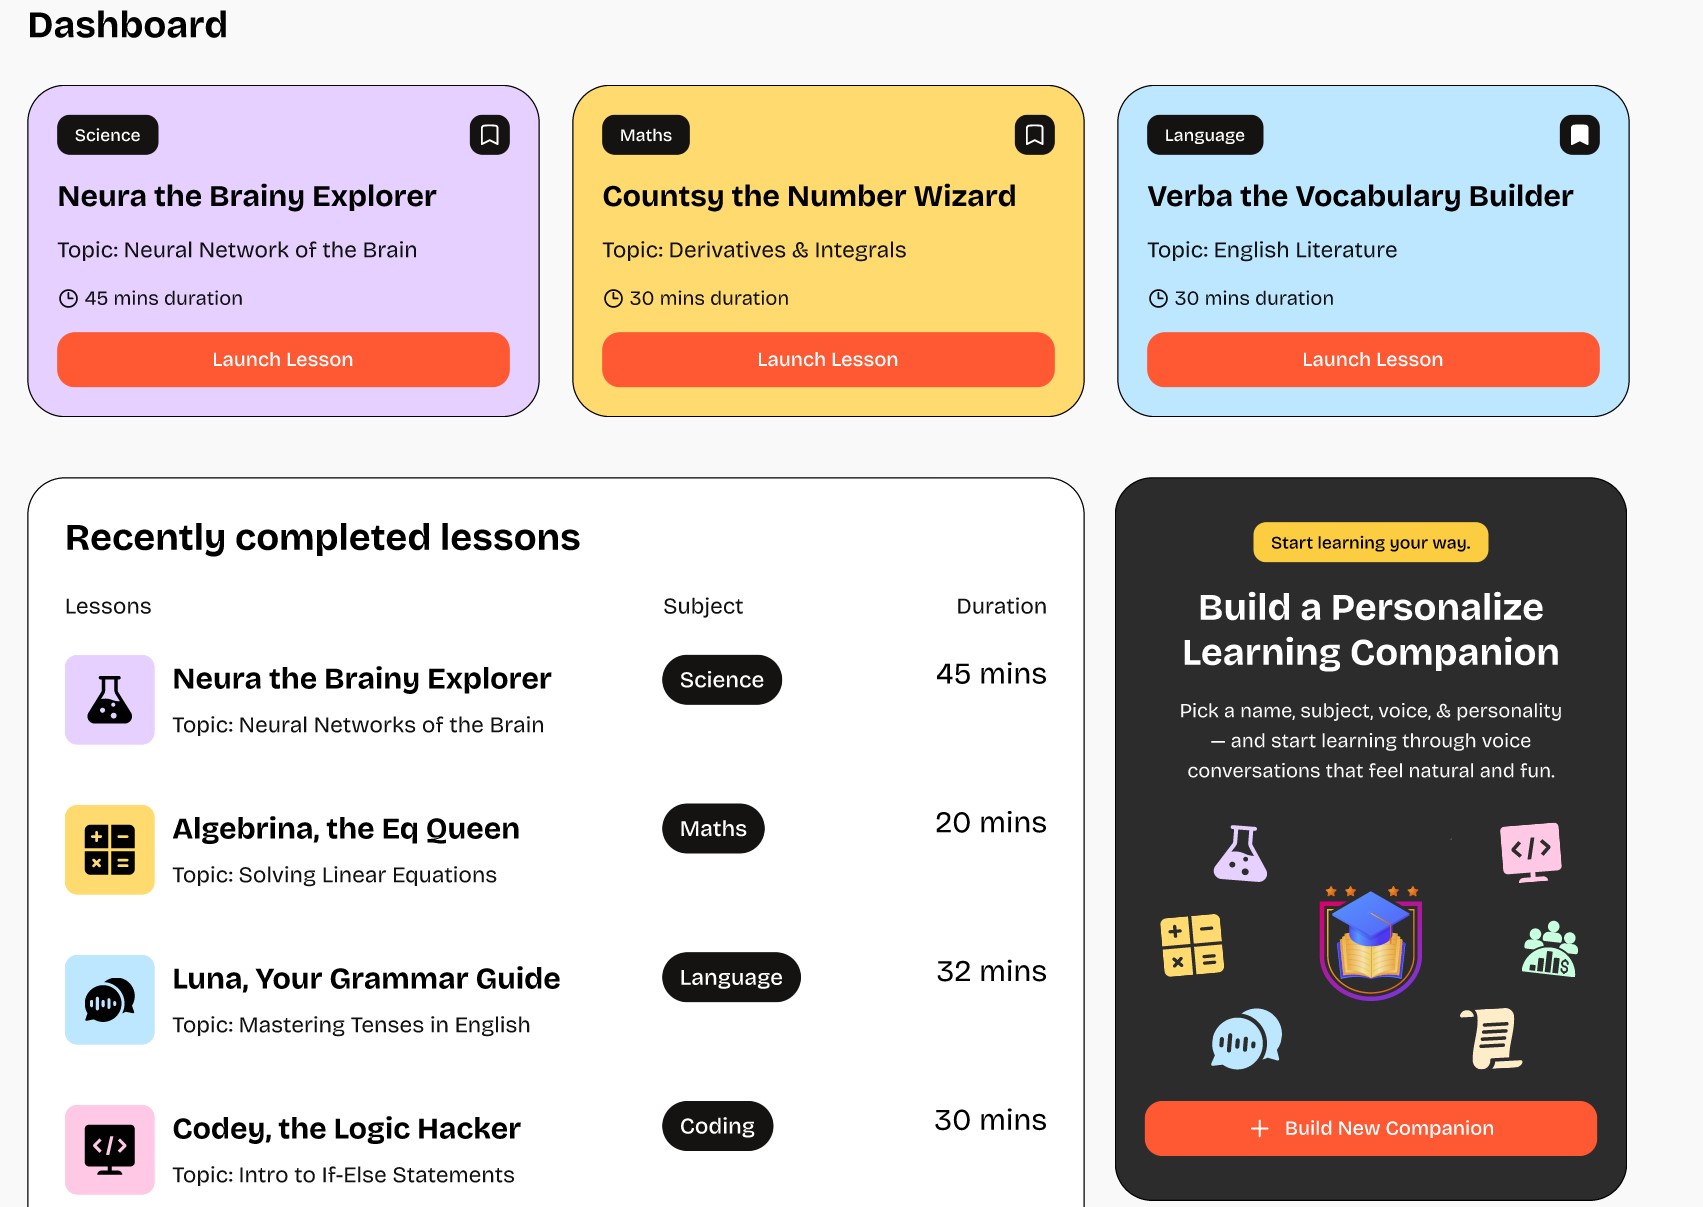 Dashboard
Science
Neura the Brainy Explorer
Topic: Neural Network of the Brain
45 mins duration
Launch Lesson
Maths
Countsy the Number Wizard
Topic: Derivatives & Integrals
30 mins duration
Launch Lesson
Language
Verba the Vocabulary Builder
Topic: English Literature
30 mins duration
Launch Lesson
Recently completed lessons
Lessons Subject Duration
Neura the Brainy Explorer Science 45 mins
Topic: Neural Networks of the Brain
Algebrina, the Eq Queen Maths 20 mins
Topic: Solving Linear Equations
Luna, Your Grammar Guide Language 32 mins
Topic: Mastering Tenses in English
Codey, the Logic Hacker Coding 30 mins
Topic: Intro to If-Else Statements
Start learning your way.
Build a Personalize
Learning Companion
Pick a name, subject, voice, & personality
— and start learning through voice
conversations that feel natural and fun.
Build New Companion